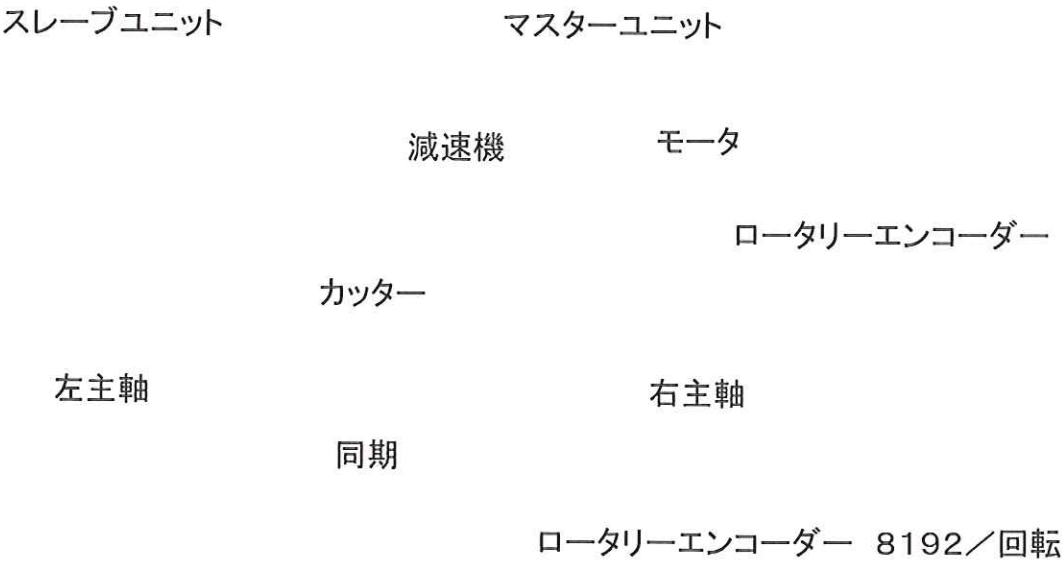 スレーブユニット
マスターユニット
減速機
モータ
ロータリーエンコーダー
カッター
左主軸
右主軸
同期
ロータリーエンコーダー 8192／回転